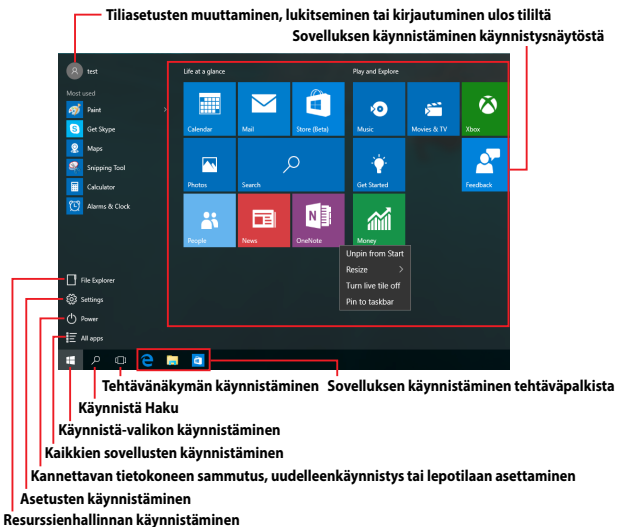 Tiliasetusten muuttaminen, lukitseminen tai kirjautuminen ulos tililtä
Sovelluksen käynnistäminen käynnistysnäytöstä
test
Most used
Paint
Get Skype
Maps
Snipping Tool
Calculator
Alarms & Clock
File Explorer
Settings
Power
All apps
Life at a glance
Play and Explore
Calendar
Mail
Store (Beta)
Music
Movies & TV
Xbox
Photos
Search
Get Started
Feedback
People
News
OneNote
Money
Unpin from Start
Resize
Turn live tile off
Pin to taskbar
Tehtävänäkymän käynnistäminen
Sovelluksen käynnistäminen tehtäväpalkista
Käynnistä Haku
Käynnistä-valikon käynnistäminen
Kaikkien sovellusten käynnistäminen
Kannettavan tietokoneen sammutus, uudelleenkäynnistys tai lepotilaan asettaminen
Asetusten käynnistäminen
Resurssienhallinnan käynnistäminen